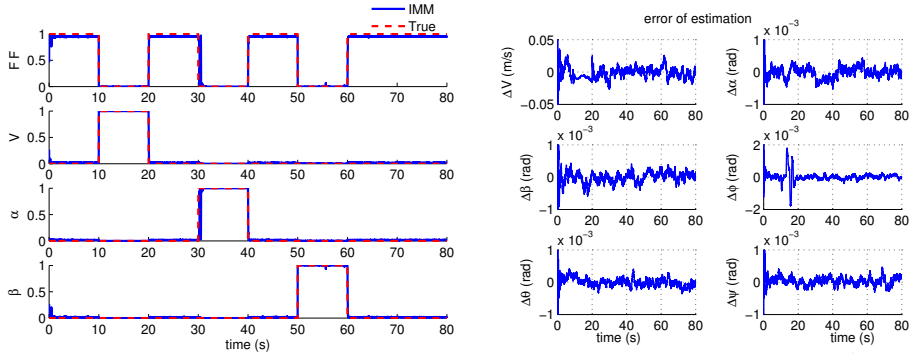 IMM
True
F F
1
0.5
0
0 10 20 30 40 50 60 70 80
V
1
0.5
0
0 10 20 30 40 50 60 70 80
α
1
0.5
0
0 10 20 30 40 50 60 70 80
β
1
0.5
0
0 10 20 30 40 50 60 70 80
time (s)
error of estimation
ΔV (m/s)
0.05
0
−0.05
0 20 40 60 80
Δα (rad)
x 10⁻³
1
0
−1
0 20 40 60 80
Δβ (rad)
x 10⁻³
1
0
−1
0 20 40 60 80
Δϕ (rad)
x 10⁻³
2
0
−2
0 20 40 60 80
Δθ (rad)
x 10⁻³
1
0
−1
0 20 40 60 80
time (s)
Δψ (rad)
x 10⁻³
1
0
−1
0 20 40 60 80
time (s)